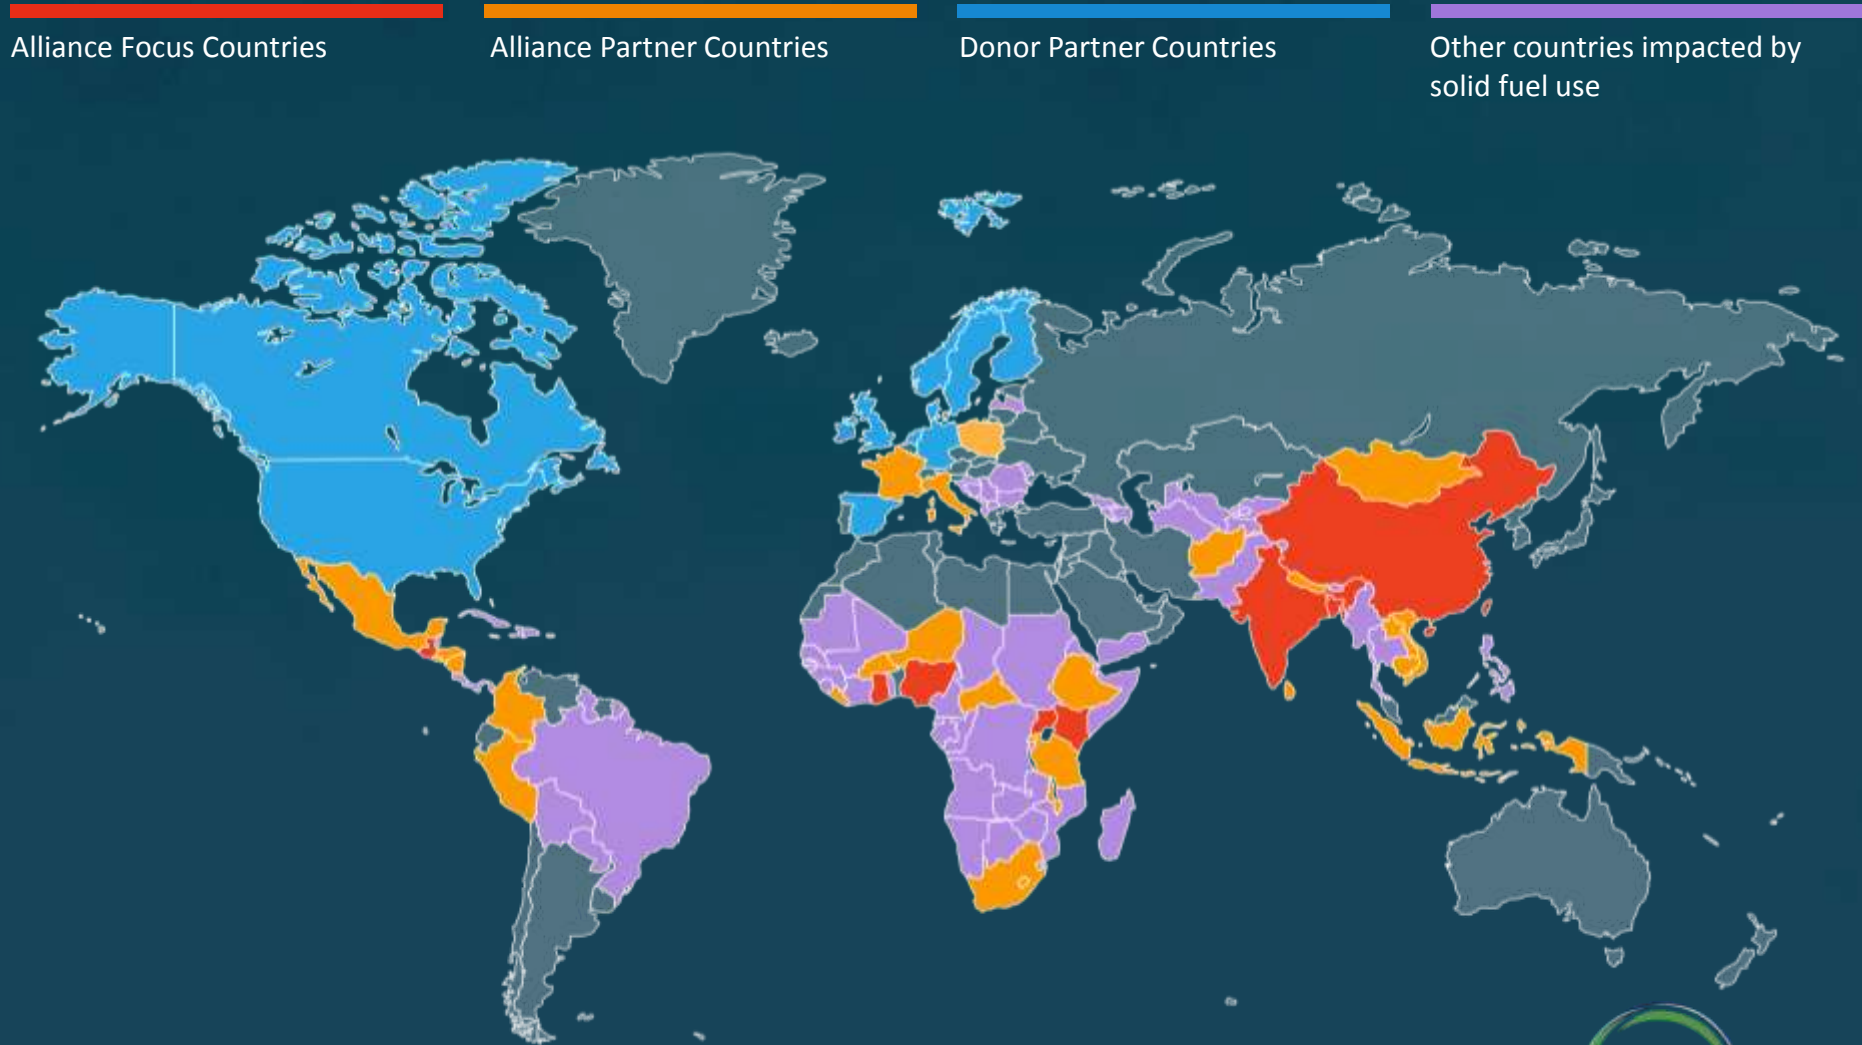 Alliance Focus Countries
Alliance Partner Countries
Donor Partner Countries
Other countries impacted by
solid fuel use